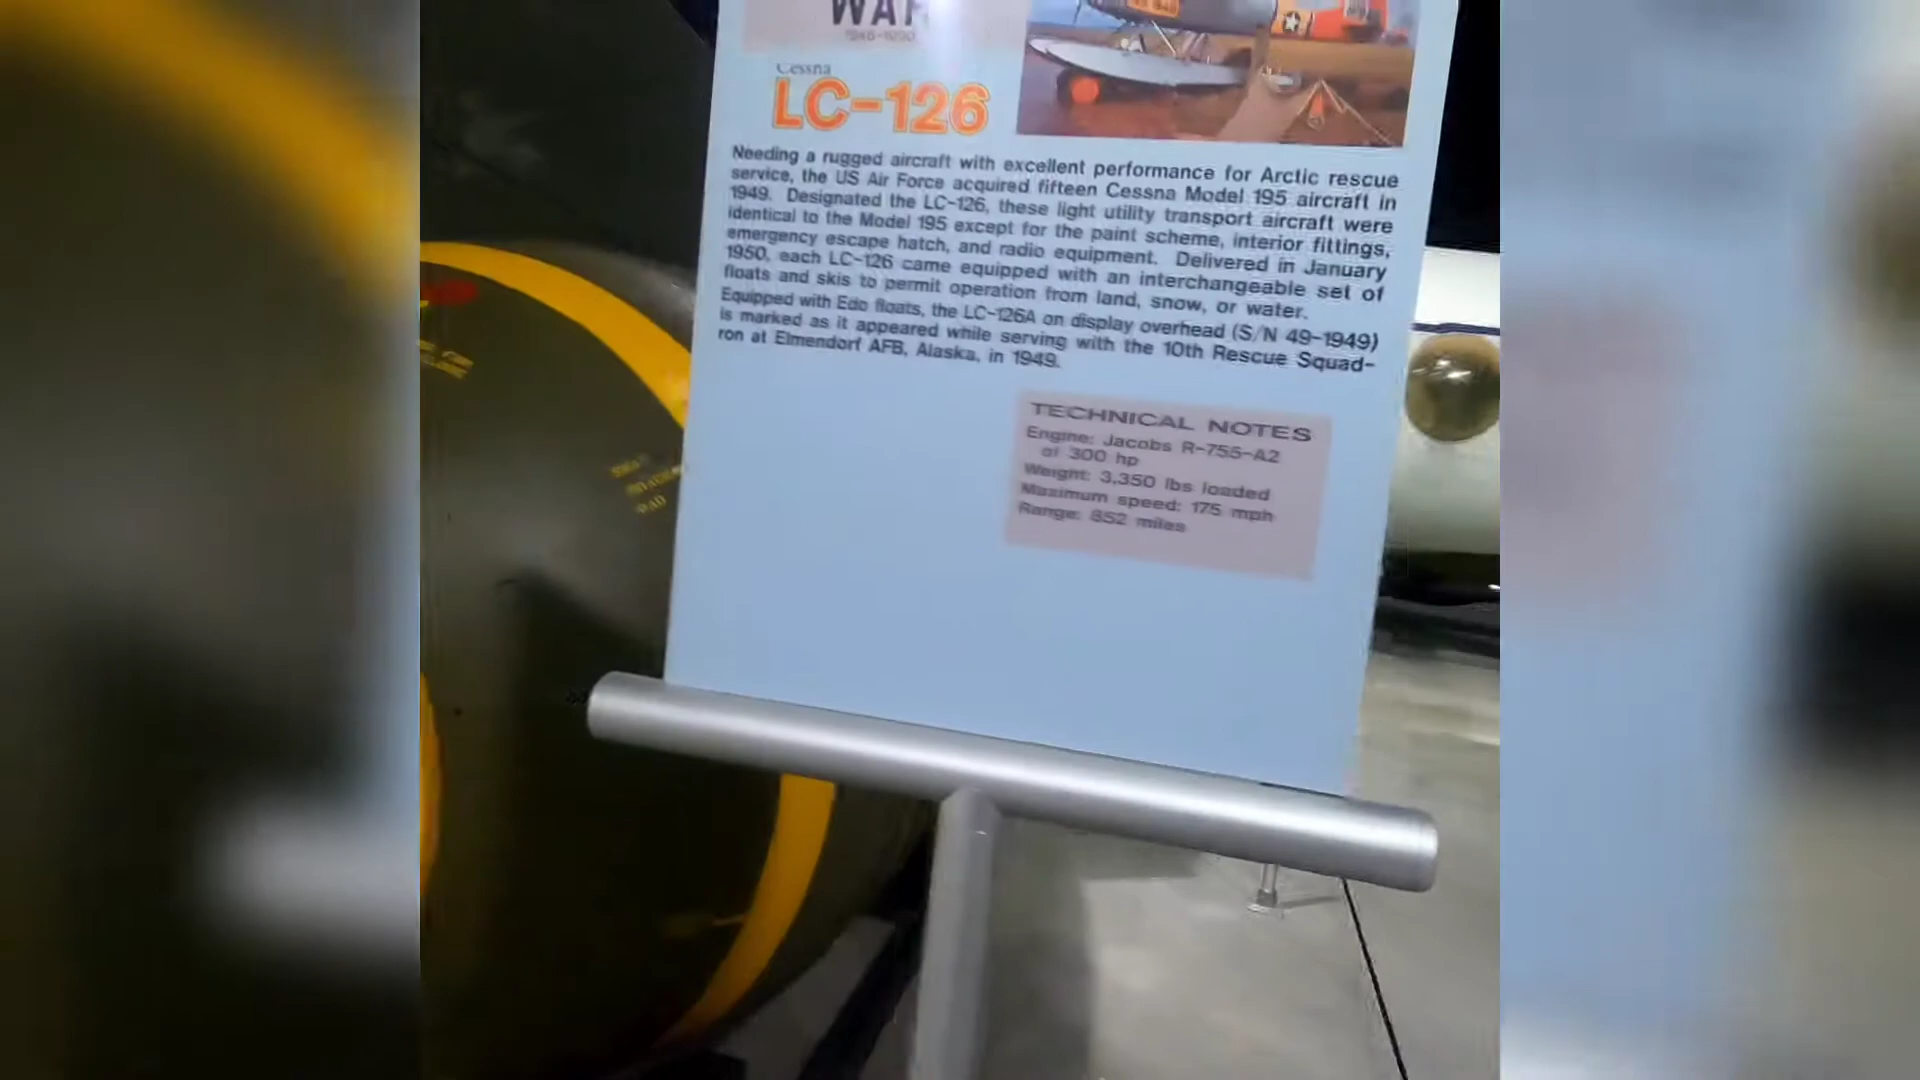 WAR
1946-1990
Cessna
LC-126
Needing a rugged aircraft with excellent performance for Arctic rescue
service, the US Air Force acquired fifteen Cessna Model 195 aircraft in
1949. Designated the LC-126, these light utility transport aircraft were
identical to the Model 195 except for the paint scheme, interior fittings,
emergency escape hatch, and radio equipment. Delivered in January
1950, each LC-126 came equipped with an interchangeable set of
floats and skis to permit operation from land, snow, or water.
Equipped with Edo floats, the LC-126A on display overhead (S/N 49-1949)
is marked as it appeared while serving with the 10th Rescue Squad-
ron at Elmendorf AFB, Alaska, in 1949.
TECHNICAL NOTES
Engine: Jacobs R-755-A2
of 300 hp
Weight: 3,350 lbs loaded
Maximum speed: 175 mph
Range: 852 miles